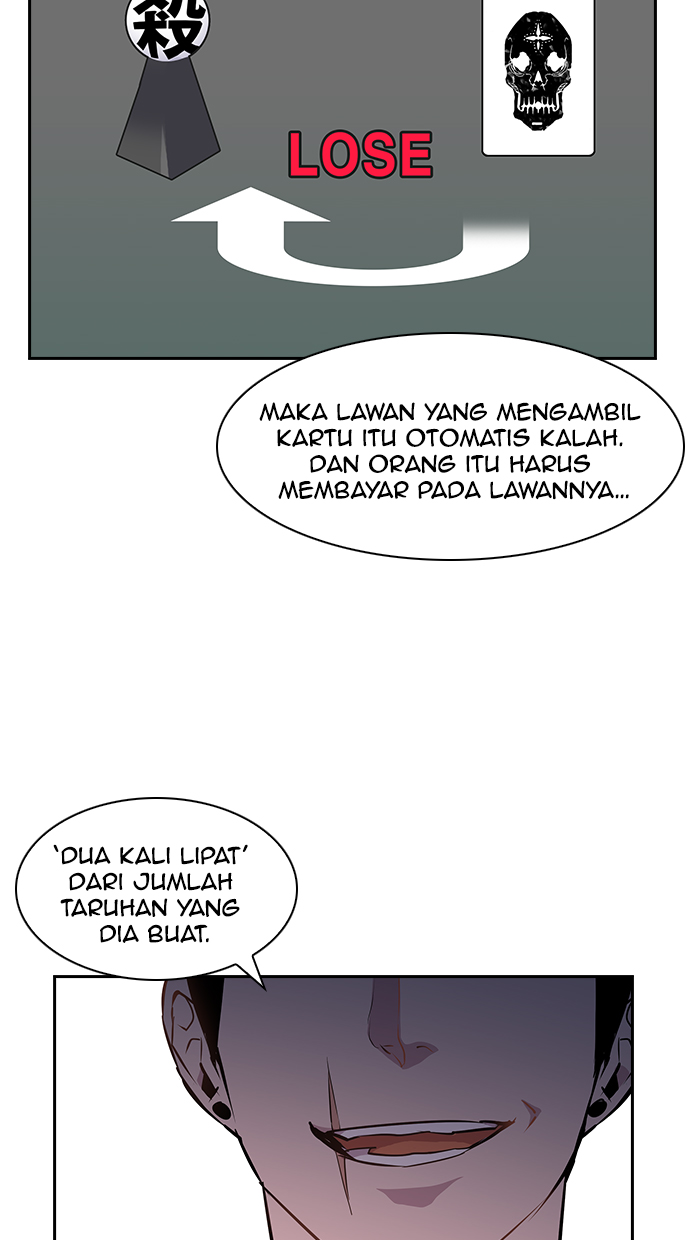 殺
LOSE
MAKA LAWAN YANG MENGAMBIL
KARTU ITU OTOMATIS KALAH.
DAN ORANG ITU HARUS
MEMBAYAR PADA LAWANNYA...
'DUA KALI LIPAT'
DARI JUMLAH
TARUHAN YANG
DIA BUAT.